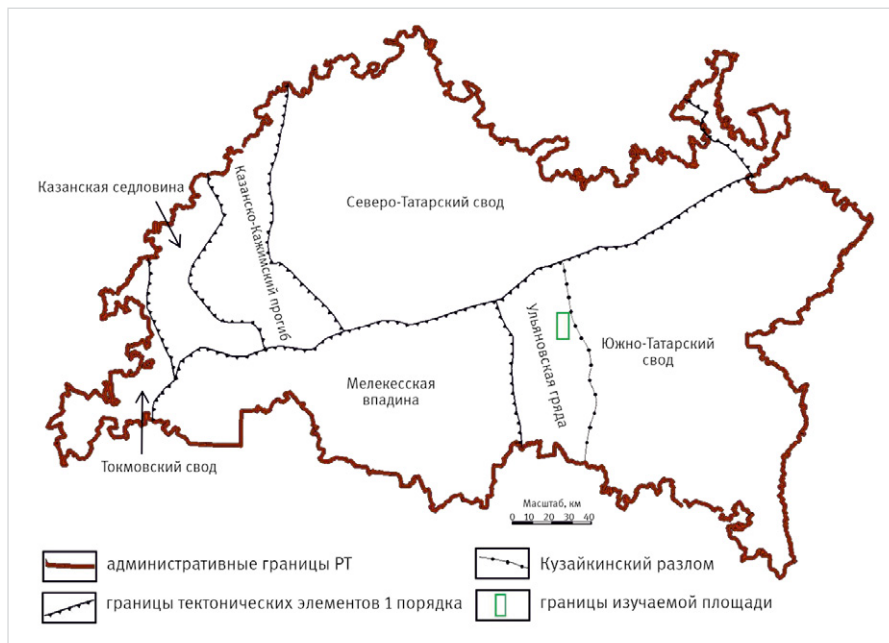 Казанская седловина
Казанско-Кажимский прогиб
Северо-Татарский свод
Ульяновская гряда
Южно-Татарский
свод
Мелекесская
впадина
Токмовский свод
Масштаб, км
0 10 20 30 40
административные границы РТ
Кузайкинский разлом
границы тектонических элементов 1 порядка
границы изучаемой площади